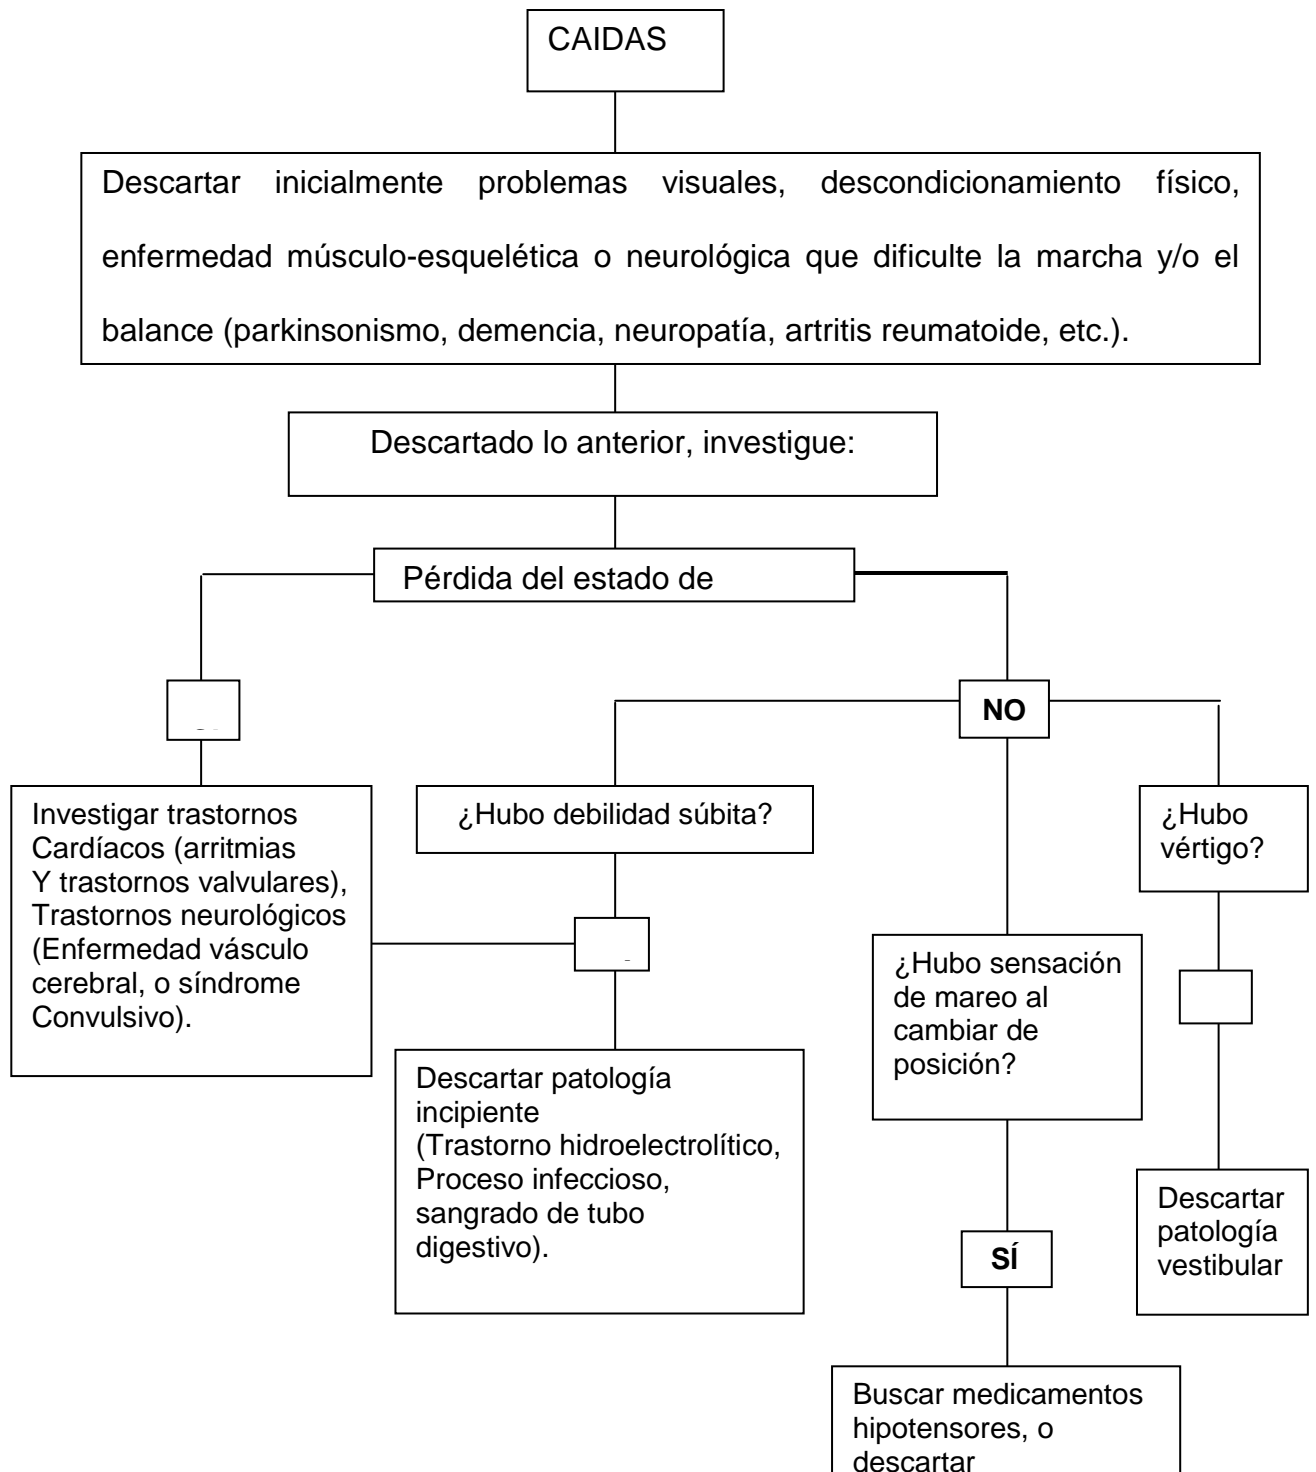 CAIDAS
Descartar inicialmente problemas visuales, descondicionamiento físico,
enfermedad músculo-esquelética o neurológica que dificulte la marcha y/o el
balance (parkinsonismo, demencia, neuropatía, artritis reumatoide, etc.).
Descartado lo anterior, investigue:
Pérdida del estado de
NO
Investigar trastornos
Cardíacos (arritmias
Y trastornos valvulares),
Trastornos neurológicos
(Enfermedad vásculo
cerebral, o síndrome
Convulsivo).
¿Hubo debilidad súbita?
¿Hubo
vértigo?
¿Hubo sensación
de mareo al
cambiar de
posición?
Descartar patología
incipiente
(Trastorno hidroelectrolítico,
Proceso infeccioso,
sangrado de tubo
digestivo).
Descartar
patología
vestibular
SÍ
Buscar medicamentos
hipotensores, o
descartar